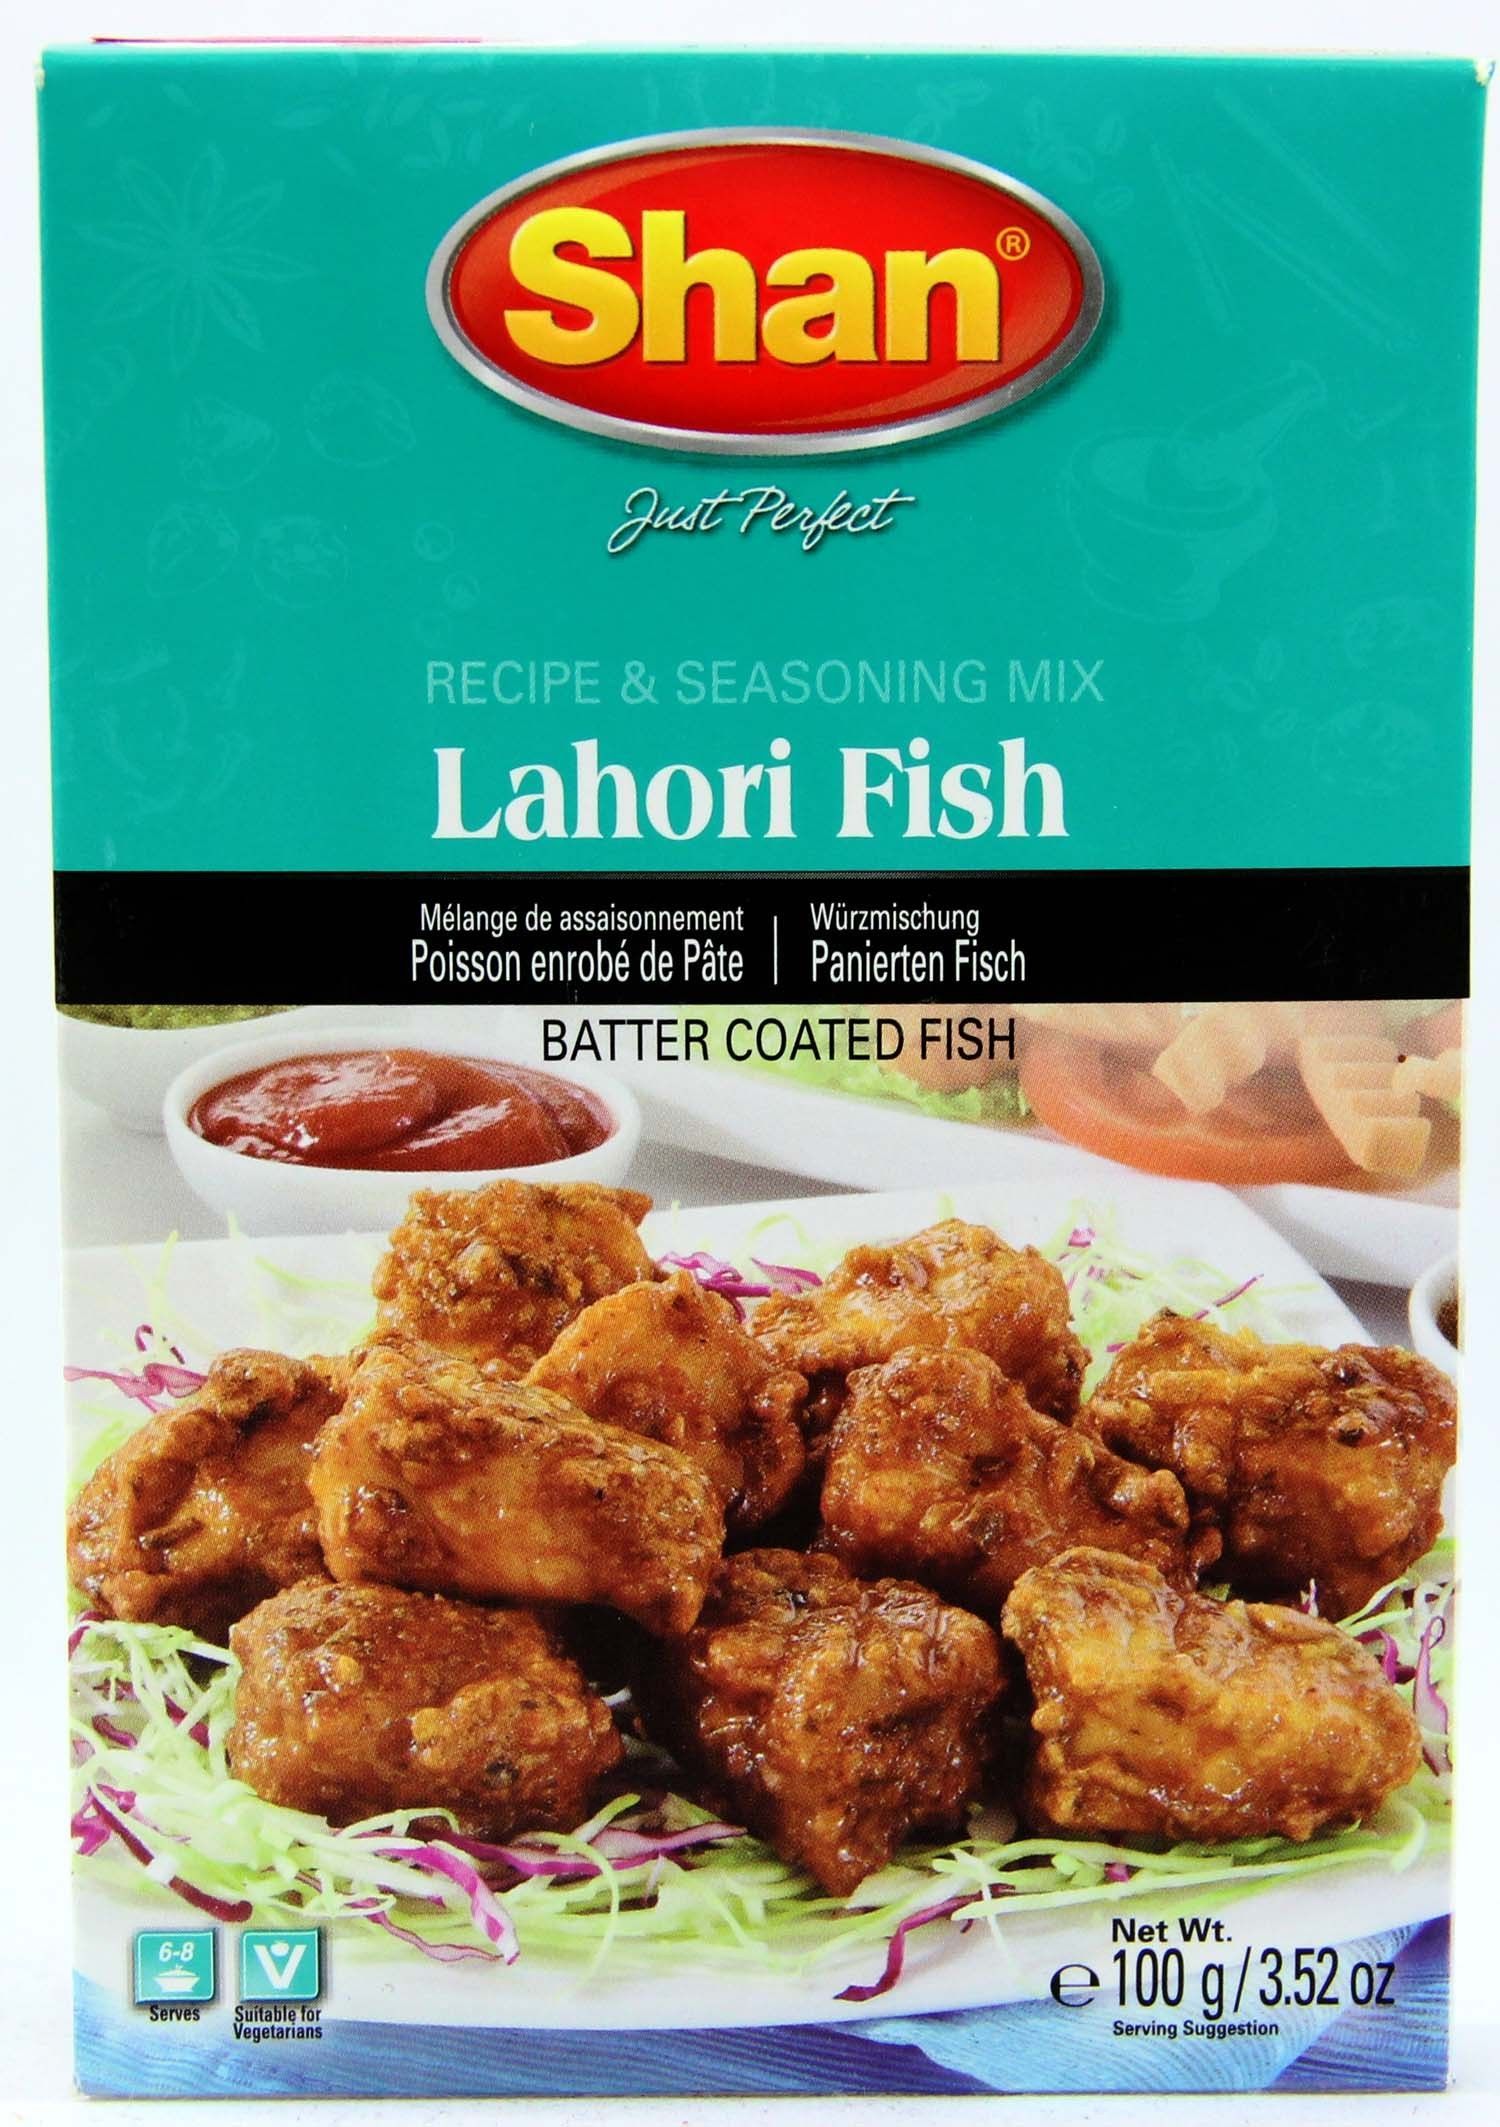 Shan®
Just Perfect
RECIPE & SEASONING MIX
Lahori Fish
Mélange de assaisonnement
Poisson enrobé de Pâte
Würzmischung
Panierten Fisch
BATTER COATED FISH
6-8
Serves
V
Suitable for
Vegetarians
Net Wt.
℮ 100 g/3.52 oz
Serving Suggestion